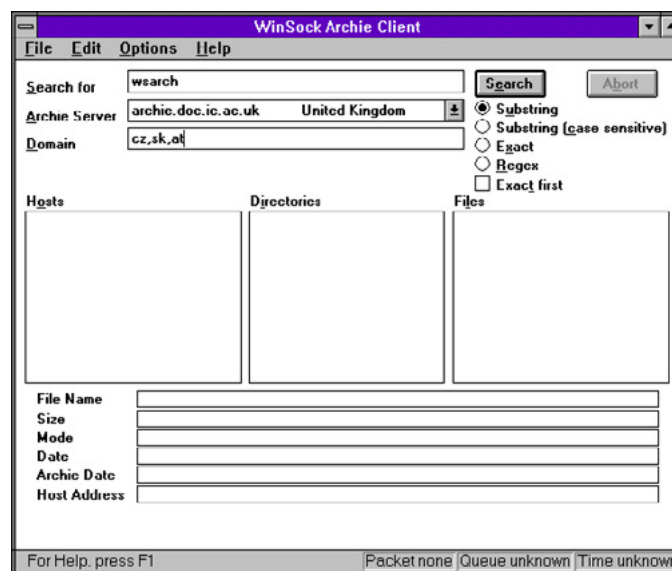 WinSock Archie Client
File Edit Options Help
Search for wsarch Search Abort
Archie Server archie.doc.ic.ac.uk United Kingdom Substring
Substring (case sensitive)
Domain cz,sk,at Exact
Regex
Exact first
Hosts Directories Files
File Name
Size
Mode
Date
Archie Date
Host Address
For Help, press F1 Packet none Queue unknown Time unknow